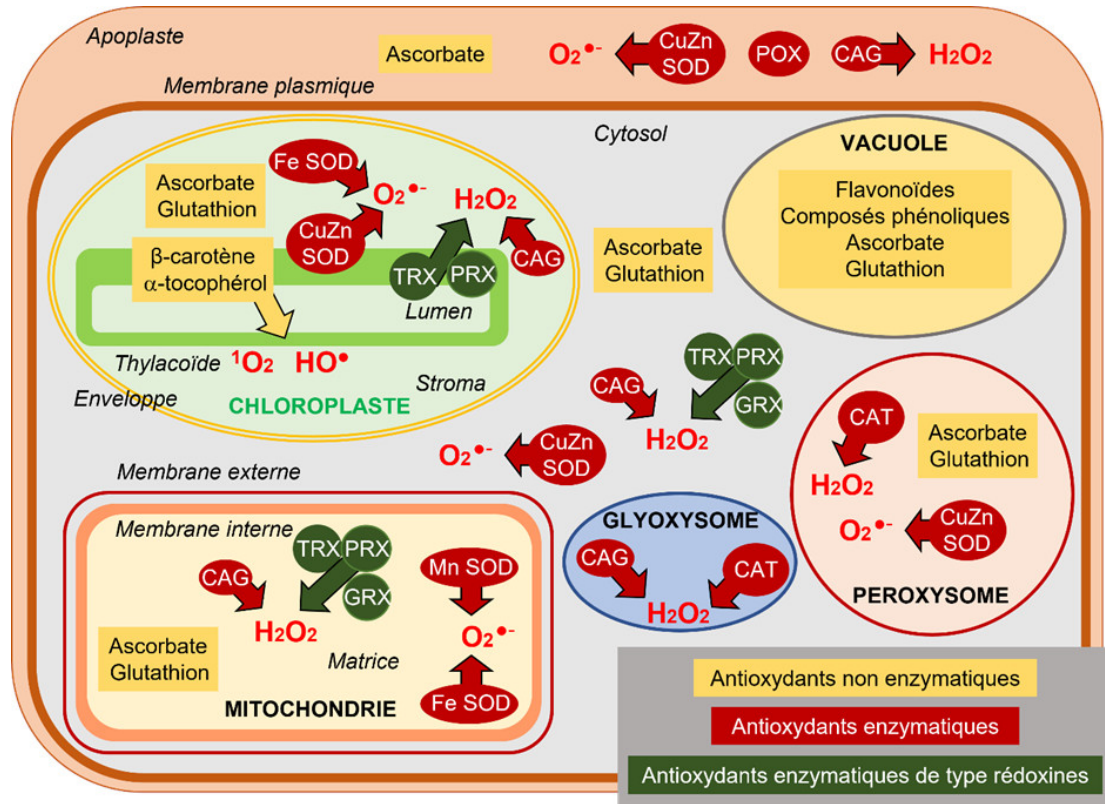 Apoplaste
Ascorbate
O₂•-
CuZn
SOD
POX
CAG
H₂O₂
Membrane plasmique
Cytosol
Fe SOD
Ascorbate
Glutathion
O₂•-
H₂O₂
CuZn
SOD
CAG
β-carotène
α-tocophérol
TRX
PRX
Lumen
Thylacoïde
¹O₂
HO•
Stroma
Enveloppe
CHLOROPLASTE
Ascorbate
Glutathion
VACUOLE
Flavonoïdes
Composés phénoliques
Ascorbate
Glutathion
TRX
PRX
GRX
CAG
H₂O₂
O₂•-
CuZn
SOD
CAT
Ascorbate
Glutathion
H₂O₂
O₂•-
CuZn
SOD
PEROXYSOME
Membrane externe
Membrane interne
TRX
PRX
GRX
CAG
H₂O₂
Mn SOD
O₂•-
Fe SOD
Ascorbate
Glutathion
Matrice
MITOCHONDRIE
GLYOXYSOME
CAG
CAT
H₂O₂
Antioxydants non enzymatiques
Antioxydants enzymatiques
Antioxydants enzymatiques de type rédoxines